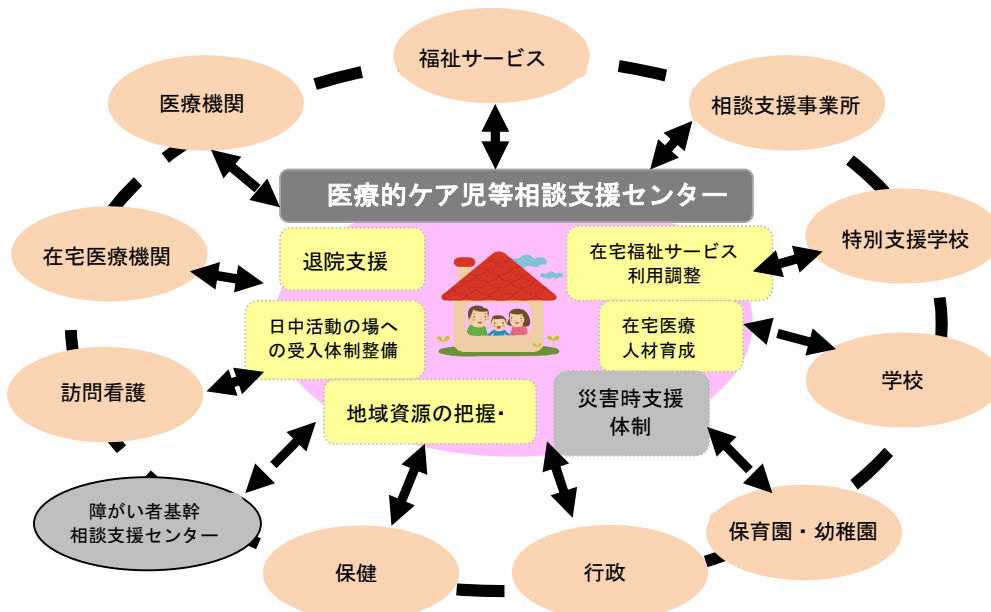 福祉サービス
医療機関
相談支援事業所
医療的ケア児等相談支援センター
在宅医療機関
特別支援学校
退院支援
在宅福祉サービス
利用調整
日中活動の場へ
の受入体制整備
在宅医療
人材育成
訪問看護
学校
地域資源の把握・
災害時支援
体制
障がい者基幹
相談支援センター
保育園・幼稚園
保健
行政